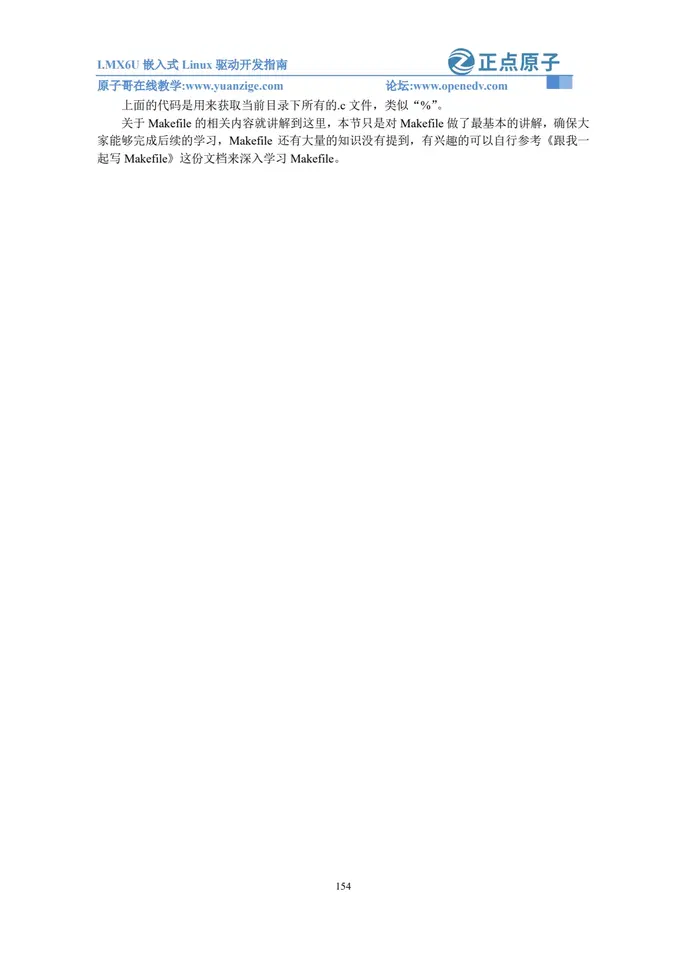 I.MX6U 嵌入式 Linux 驱动开发指南
正点原子
原子哥在线教学:www.yuanzige.com 论坛:www.openedv.com
上面的代码是用来获取当前目录下所有的.c 文件，类似“%”。
关于 Makefile 的相关内容就讲解到这里，本节只是对 Makefile 做了最基本的讲解，确保大
家能够完成后续的学习，Makefile 还有大量的知识没有提到，有兴趣的可以自行参考《跟我一
起写 Makefile》这份文档来深入学习 Makefile。
154